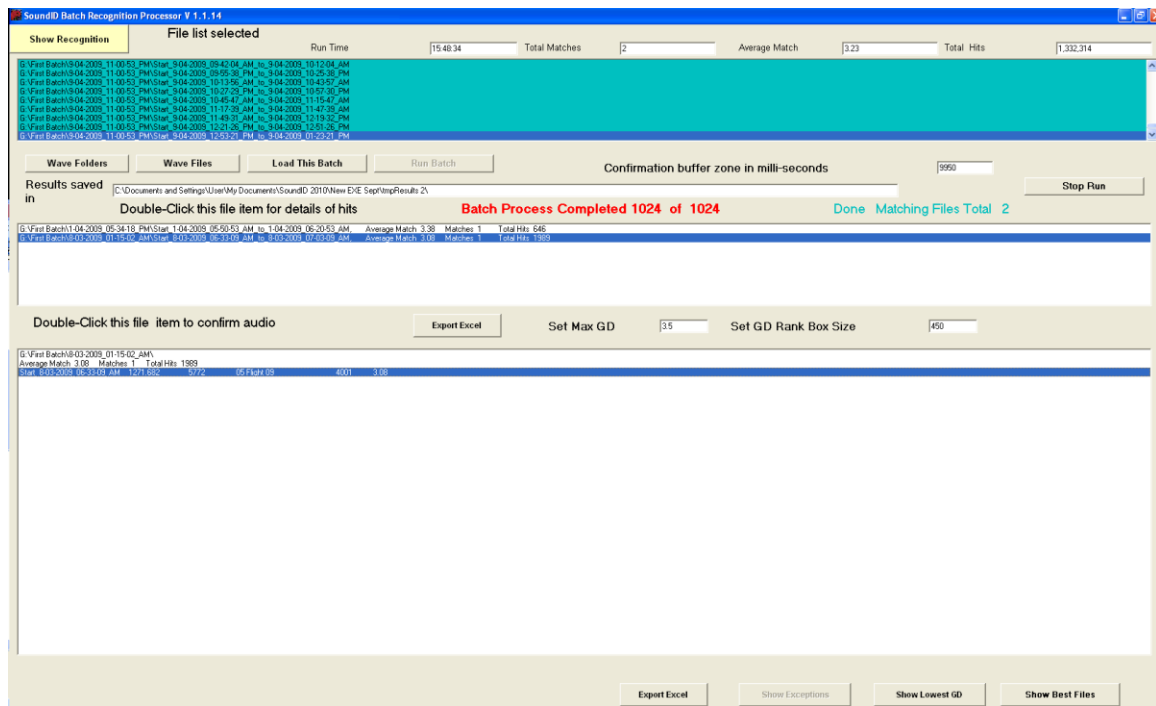 SoundID Batch Recognition Processor V 1.1.14
Show Recognition
File list selected
Run Time 15:48:34 Total Matches 2 Average Match 3.23 Total Hits 1,332,314
G:\First Batch\9-04-2009_11-00-53_PM\Start_9-04-2009_09-42-04_AM_to_9-04-2009_10-12-04_AM
G:\First Batch\9-04-2009_11-00-53_PM\Start_9-04-2009_09-55-38_PM_to_9-04-2009_10-25-38_PM
G:\First Batch\9-04-2009_11-00-53_PM\Start_9-04-2009_10-13-56_AM_to_9-04-2009_10-43-57_AM
G:\First Batch\9-04-2009_11-00-53_PM\Start_9-04-2009_10-27-29_PM_to_9-04-2009_10-57-30_PM
G:\First Batch\9-04-2009_11-00-53_PM\Start_9-04-2009_10-45-47_AM_to_9-04-2009_11-15-47_AM
G:\First Batch\9-04-2009_11-00-53_PM\Start_9-04-2009_11-17-39_AM_to_9-04-2009_11-47-39_AM
G:\First Batch\9-04-2009_11-00-53_PM\Start_9-04-2009_11-49-31_AM_to_9-04-2009_12-19-32_PM
G:\First Batch\9-04-2009_11-00-53_PM\Start_9-04-2009_12-21-26_PM_to_9-04-2009_12-51-26_PM
G:\First Batch\9-04-2009_11-00-53_PM\Start_9-04-2009_12-53-21_PM_to_9-04-2009_01-23-21_PM
Wave Folders Wave Files Load This Batch Run Batch Confirmation buffer zone in milli-seconds 9950
Results saved in C:\Documents and Settings\User\My Documents\SoundID 2010\New EXE Sept\tmpResults 2\ Stop Run
Double-Click this file item for details of hits Batch Process Completed 1024 of 1024 Done Matching Files Total 2
G:\First Batch\1-04-2009_05-34-18_PM\Start_1-04-2009_05-50-53_AM_to_1-04-2009_06-20-53_AM, Average Match 3.38 Matches 1 Total Hits 646
G:\First Batch\8-03-2009_01-15-02_AM\Start_8-03-2009_06-33-09_AM_to_8-03-2009_07-03-09_AM, Average Match 3.08 Matches 1 Total Hits 1989
Double-Click this file item to confirm audio Export Excel Set Max GD 3.5 Set GD Rank Box Size 450
G:\First Batch\8-03-2009_01-15-02_AM\
Average Match 3.08 Matches 1 Total Hits 1989
Start_8-03-2009_06-33-09_AM 1271.682 5772 05 Flight 09 4001 3.08
Export Excel Show Exceptions Show Lowest GD Show Best Files